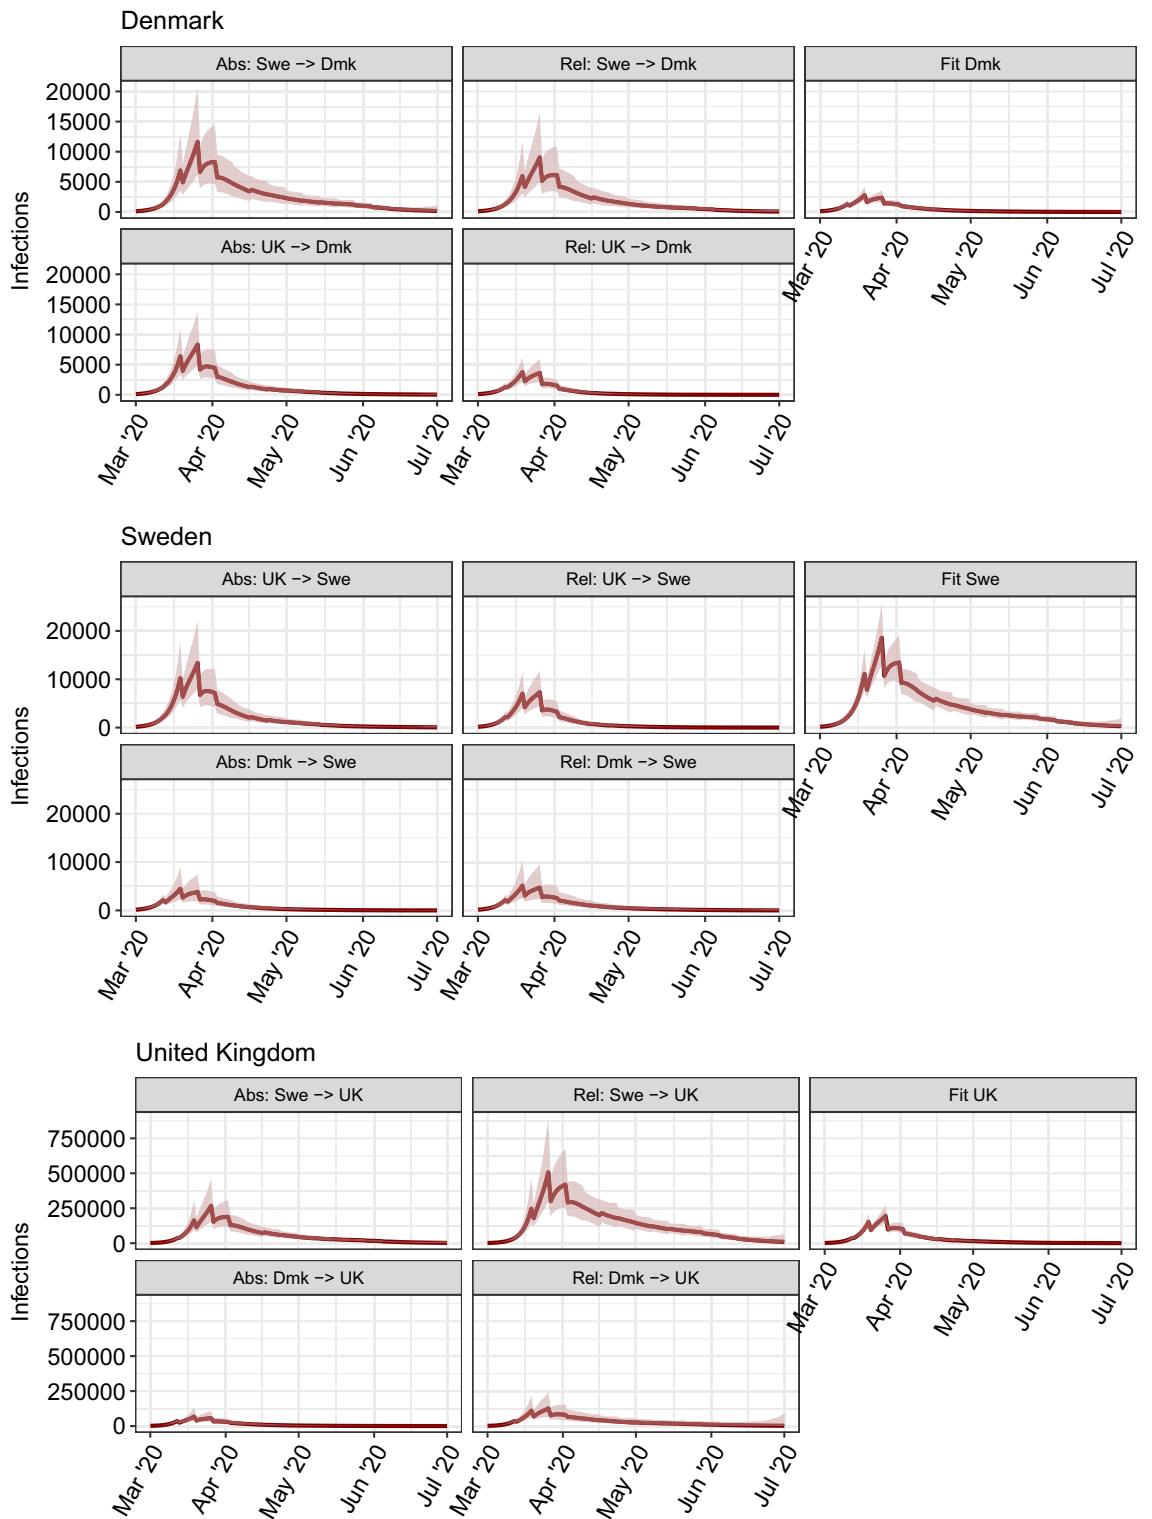 Denmark
Abs: Swe −> Dmk
Rel: Swe −> Dmk
Fit Dmk
20000
15000
10000
5000
0
Mar '20
Apr '20
May '20
Jun '20
Jul '20
Infections
Abs: UK −> Dmk
Rel: UK −> Dmk
20000
15000
10000
5000
0
Mar '20
Apr '20
May '20
Jun '20
Jul '20
Mar '20
Apr '20
May '20
Jun '20
Jul '20
Sweden
Abs: UK −> Swe
Rel: UK −> Swe
Fit Swe
20000
10000
0
Mar '20
Apr '20
May '20
Jun '20
Jul '20
Infections
Abs: Dmk −> Swe
Rel: Dmk −> Swe
20000
10000
0
Mar '20
Apr '20
May '20
Jun '20
Jul '20
Mar '20
Apr '20
May '20
Jun '20
Jul '20
United Kingdom
Abs: Swe −> UK
Rel: Swe −> UK
Fit UK
750000
500000
250000
0
Mar '20
Apr '20
May '20
Jun '20
Jul '20
Infections
Abs: Dmk −> UK
Rel: Dmk −> UK
750000
500000
250000
0
Mar '20
Apr '20
May '20
Jun '20
Jul '20
Mar '20
Apr '20
May '20
Jun '20
Jul '20